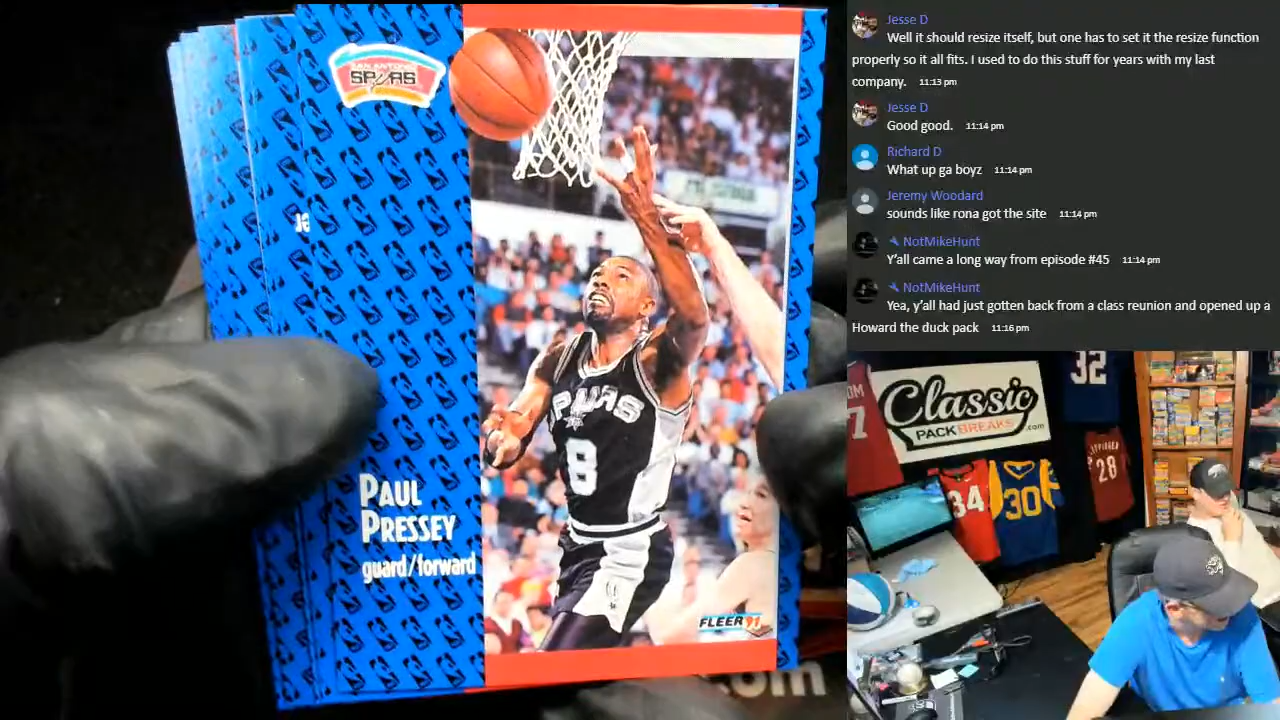 SAN ANTONIO
SPURS
Je
SPURS
8
PAUL
PRESSEY
guard/forward
FLEER 91
.com
Jesse D
Well it should resize itself, but one has to set it the resize function
properly so it all fits. I used to do this stuff for years with my last
company. 11:13 pm
Jesse D
Good good. 11:14 pm
Richard D
What up ga boyz 11:14 pm
Jeremy Woodard
sounds like rona got the site 11:14 pm
NotMikeHunt
Y'all came a long way from episode #45 11:14 pm
NotMikeHunt
Yea, y'all had just gotten back from a class reunion and opened up a
Howard the duck pack 11:16 pm
Classic
PACKBREAKS.com
32
7
34
30
28